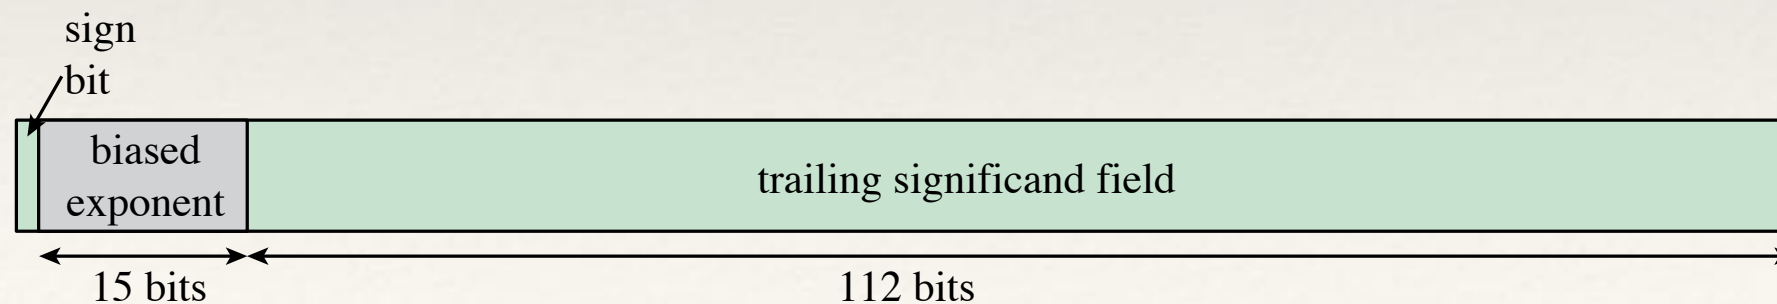 sign
bit
biased
exponent
trailing significand field
15 bits
112 bits